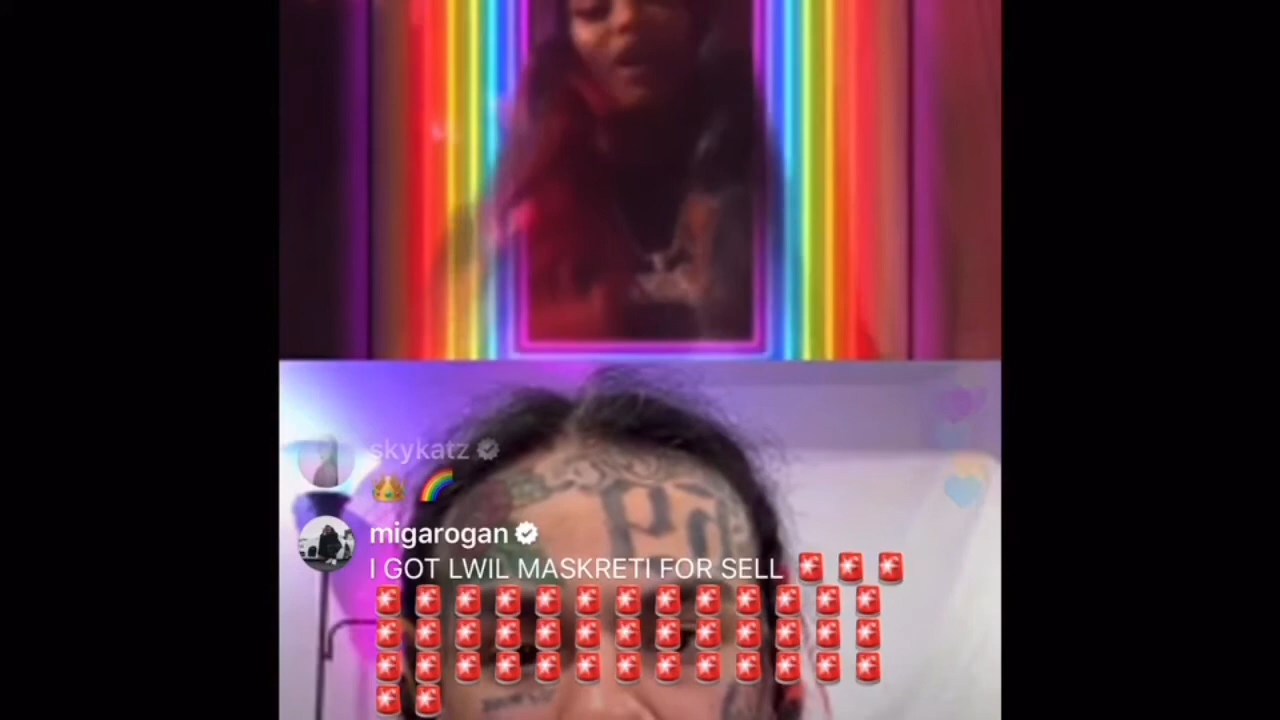 skykatz
👑 🌈
migarogan
I GOT LWIL MASKRETI FOR SELL 🚨 🚨 🚨
🚨 🚨 🚨 🚨 🚨 🚨 🚨 🚨 🚨 🚨 🚨 🚨 🚨
🚨 🚨 🚨 🚨 🚨 🚨 🚨 🚨 🚨 🚨 🚨 🚨 🚨
🚨 🚨 🚨 🚨 🚨 🚨 🚨 🚨 🚨 🚨 🚨 🚨 🚨
🚨 🚨